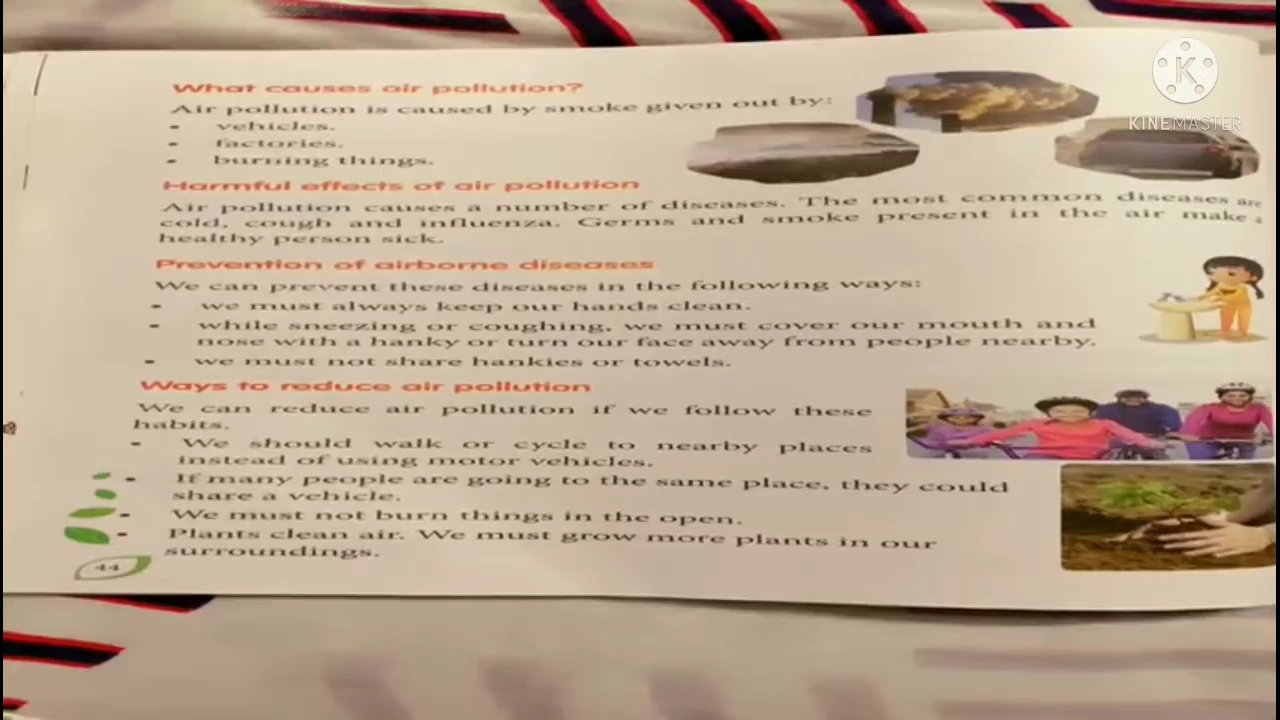 What causes air pollution?
Air pollution is caused by smoke given out by:
• vehicles.
• factories.
• burning things.
Harmful effects of air pollution
Air pollution causes a number of diseases. The most common diseases are
cold, cough and influenza. Germs and smoke present in the air make a
healthy person sick.
Prevention of airborne diseases
We can prevent these diseases in the following ways:
• we must always keep our hands clean.
• while sneezing or coughing, we must cover our mouth and
nose with a hanky or turn our face away from people nearby.
• we must not share hankies or towels.
Ways to reduce air pollution
We can reduce air pollution if we follow these
habits.
• We should walk or cycle to nearby places
instead of using motor vehicles.
• If many people are going to the same place, they could
share a vehicle.
• We must not burn things in the open.
• Plants clean air. We must grow more plants in our
surroundings.
44
K
KINEMASTER